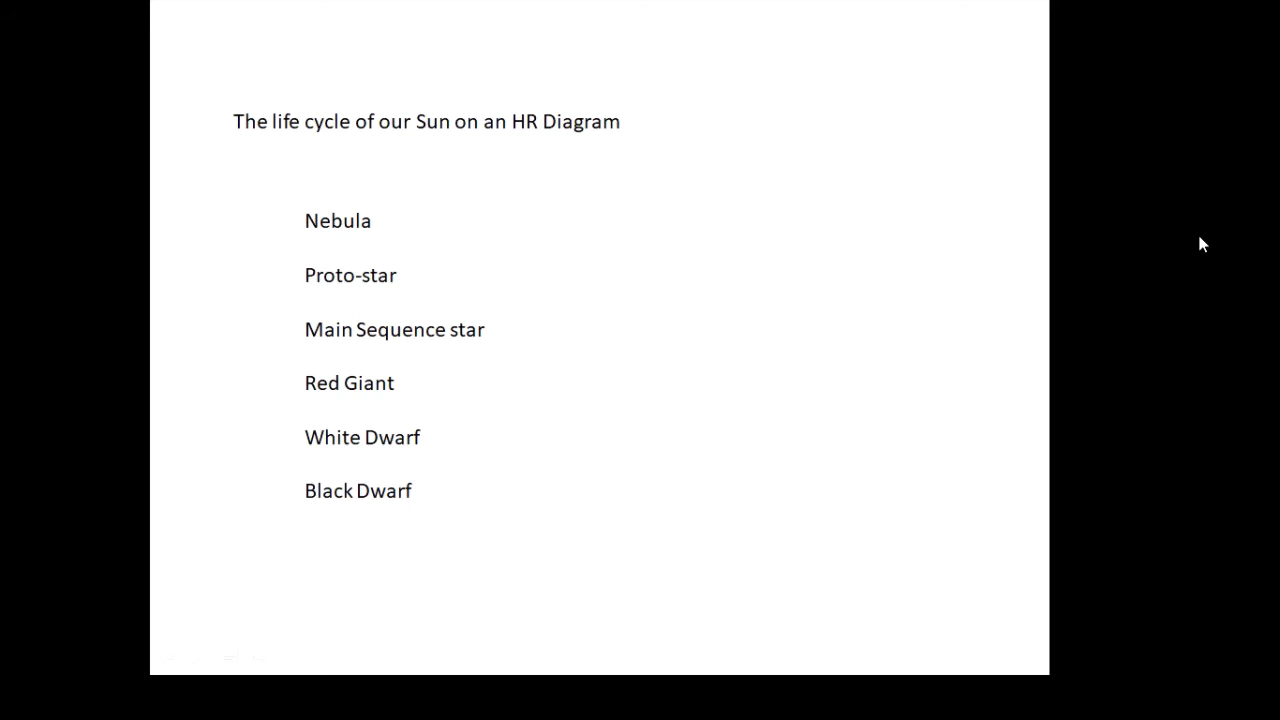 The life cycle of our Sun on an HR Diagram
Nebula
Proto-star
Main Sequence star
Red Giant
White Dwarf
Black Dwarf